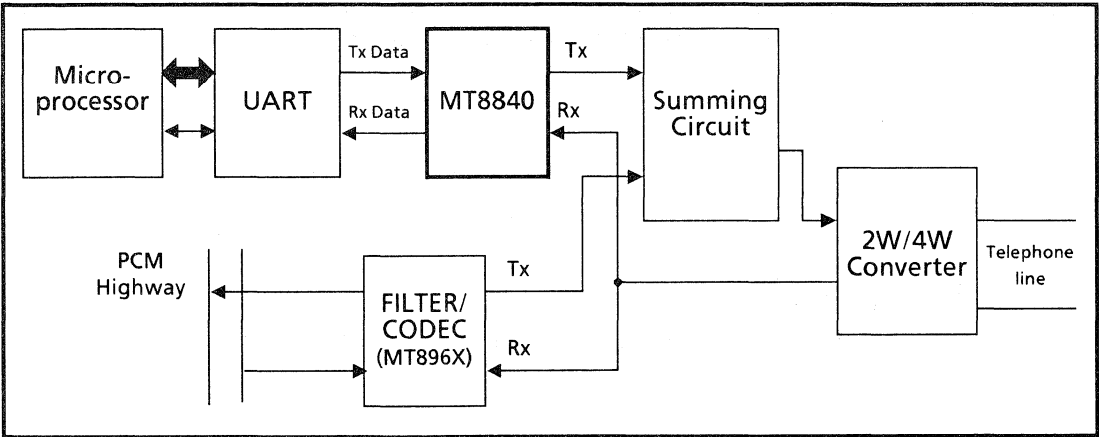 Micro-
processor
UART
Tx Data
Rx Data
MT8840
Tx
Rx
Summing
Circuit
2W/4W
Converter
Telephone
line
PCM
Highway
FILTER/
CODEC
(MT896X)
Tx
Rx